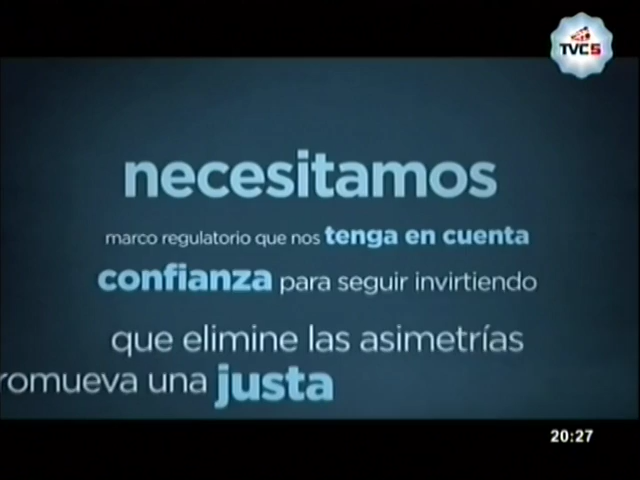 TVC5
necesitamos
marco regulatorio que nos tenga en cuenta
confianza para seguir invirtiendo
que elimine las asimetrías
romueva una justa
20:27